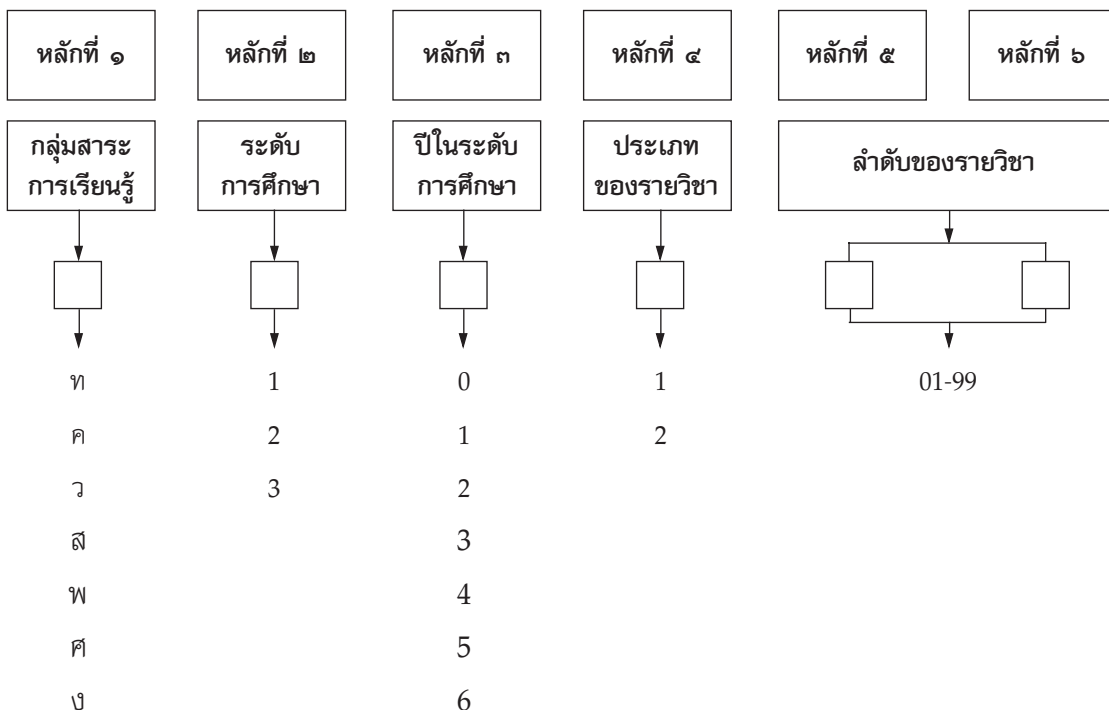 หลักที่ ๑ หลักที่ ๒ หลักที่ ๓ หลักที่ ๔ หลักที่ ๕ หลักที่ ๖
กลุ่มสาระ ระดับ ปีในระดับ ประเภท ลำดับของรายวิชา
การเรียนรู้ การศึกษา การศึกษา ของรายวิชา
ท 1 0 1 01-99
ค 2 1 2
ว 3 2
ส 3
พ 4
ศ 5
ง 6